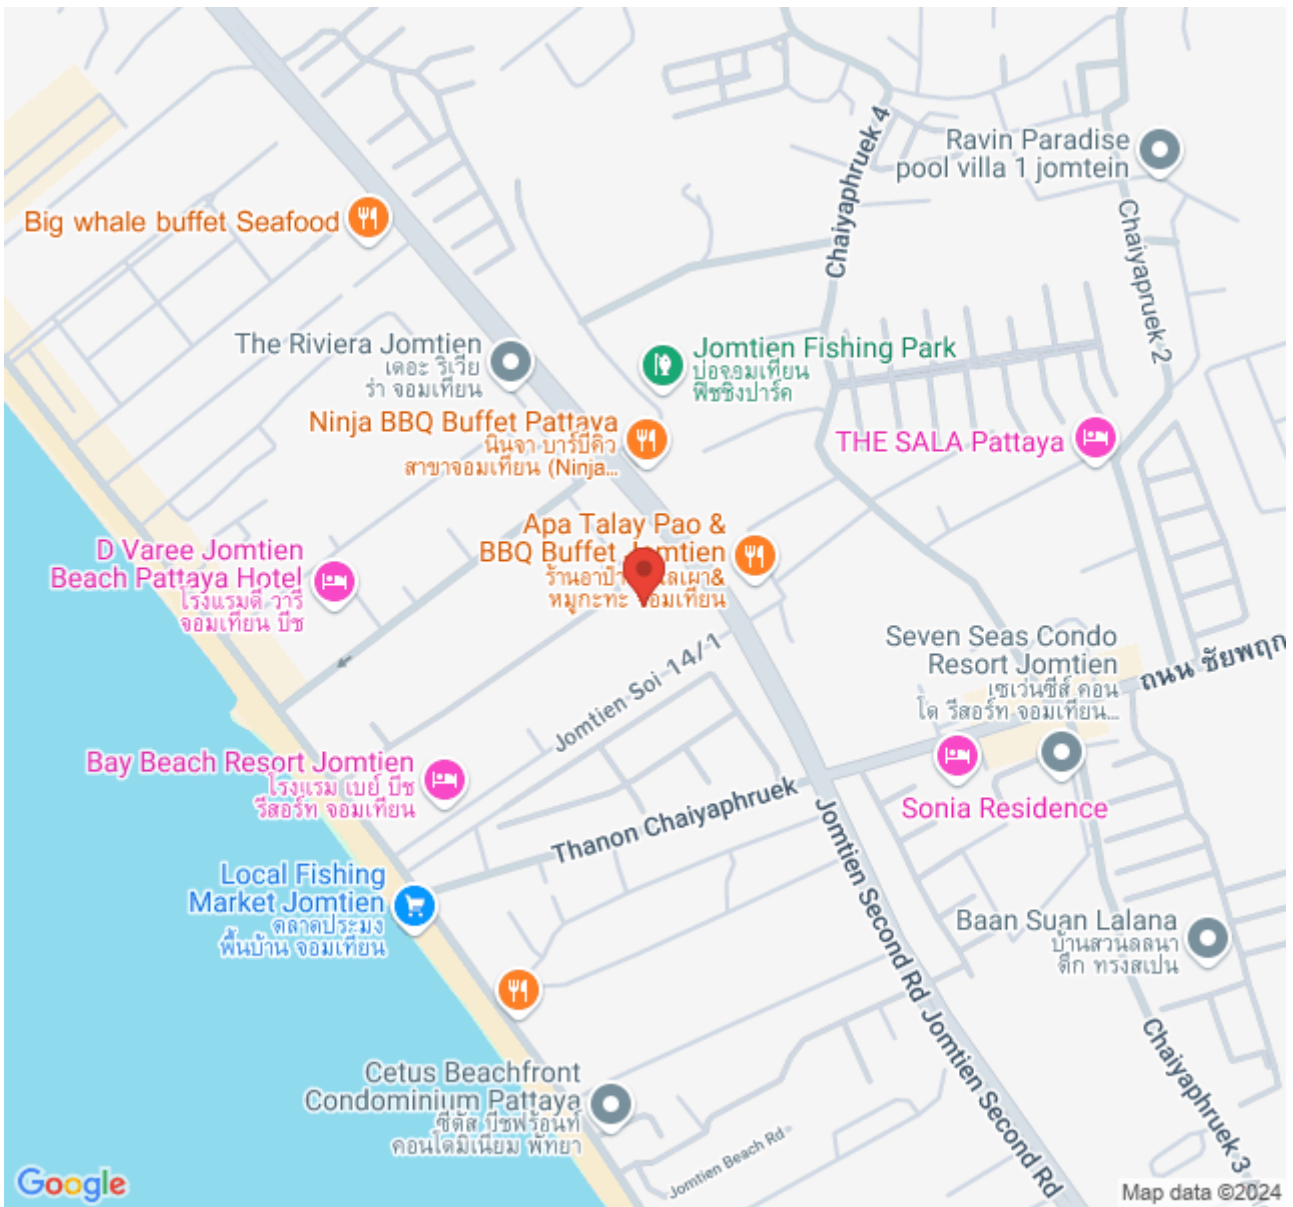 Chaiyaphruek 4
Ravin Paradise
pool villa 1 jomtein
Big whale buffet Seafood
Chaiyapruek 2
The Riviera Jomtien
เดอะ ริเวีย
ร่า จอมเทียน
Jomtien Fishing Park
บ่อจอมเทียน
ฟิชชิ่งปาร์ค
Ninja BBQ Buffet Pattaya
นินจา บาร์บีคิว
สาขาจอมเทียน (Ninja...
THE SALA Pattaya
Apa Talay Pao &
BBQ Buffet Jomtien
ร้านอาป๋า
ลเผา&
หมูกะทะ จอมเทียน
D Varee Jomtien
Beach Pattaya Hotel
โรงแรมดี วารี
จอมเทียน บีช
Seven Seas Condo
Resort Jomtien
เซเว่นซีส์ คอน
โด รีสอร์ท จอมเทียน...
ถนน ชัยพฤก
Jomtien Soi 14/1
Bay Beach Resort Jomtien
โรงแรม เบย์ บีช
รีสอร์ท จอมเทียน
Sonia Residence
Thanon Chaiyaphruek
Local Fishing
Market Jomtien
ตลาดประมง
พื้นบ้าน จอมเทียน
Jomtien Second Rd
Baan Suan Lalana
บ้านสวนลลนา
ตึก ทรงสเปน
Jomtien Second Rd
Chaiyaphruek 3
Cetus Beachfront
Condominium Pattaya
ซีตัส บีชฟร้อนท์
คอนโดมิเนียม พัทยา
Jomtien Beach Rd
Google
Map data ©2024